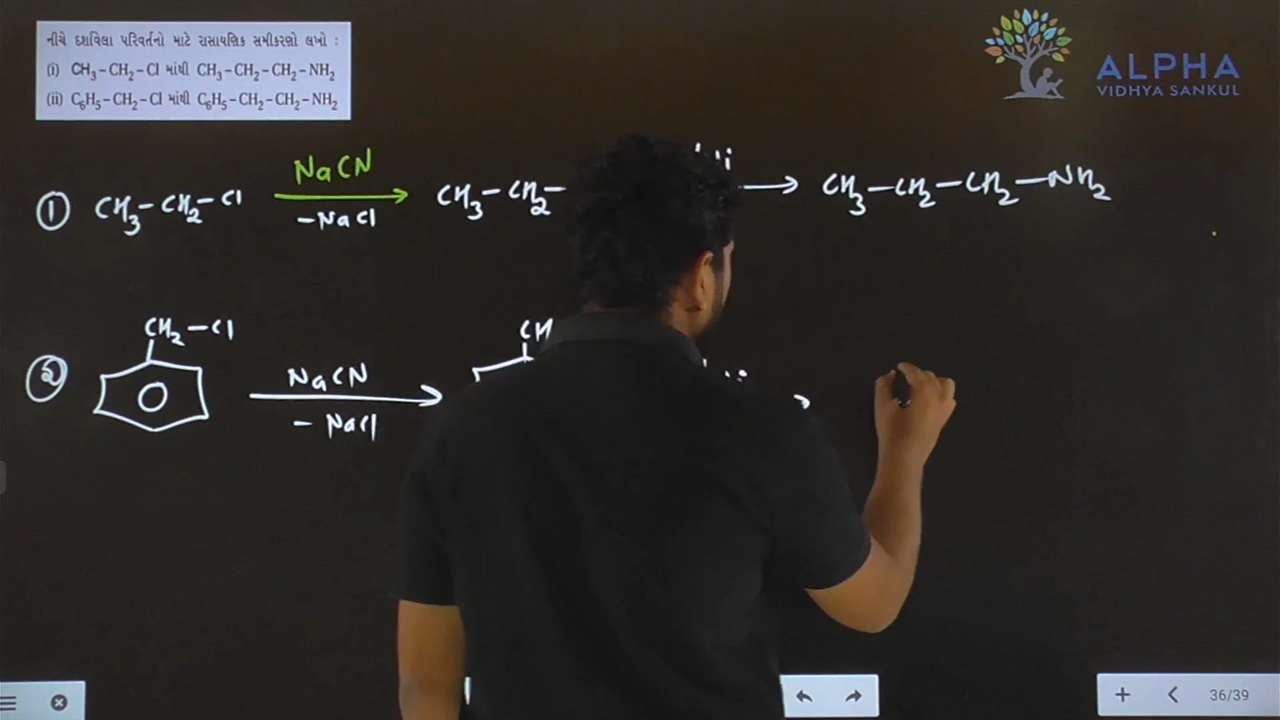 નીચે દર્શાવેલા પરિવર્તનો માટે રાસાયણિક સમીકરણો લખો :
(i) CH₃ – CH₂ – Cl માંથી CH₃ – CH₂ – CH₂ – NH₂
(ii) C₆H₅ – CH₂ – Cl માંથી C₆H₅ – CH₂ – CH₂ – NH₂
ALPHA
VIDHYA SANKUL
① CH₃ – CH₂ – Cl NaCN – NaCl → CH₃ – CH₂ – → CH₃ – CH₂ – CH₂ – NH₂
② CH₂ – Cl NaCN – NaCl → CH →
36/39